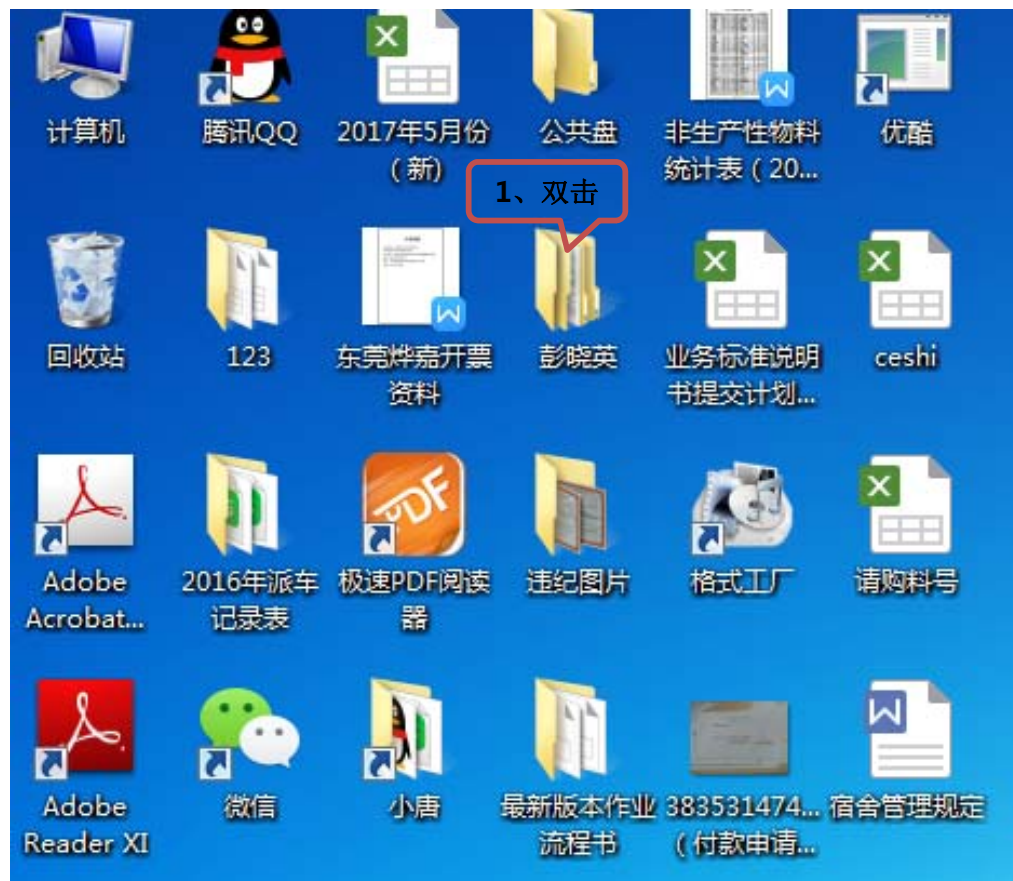 计算机
腾讯QQ
2017年5月份
（新）
公共盘
非生产性物料
统计表（20...
优酷
1、双击
回收站
123
东莞烨嘉开票
资料
彭晓英
业务标准说明
书提交计划...
ceshi
Adobe
Acrobat...
2016年派车
记录表
PDF
极速PDF阅读
器
违纪图片
格式工厂
请购料号
Adobe
Reader XI
微信
小唐
最新版本作业
流程书
383531474...
（付款申请...
宿舍管理规定